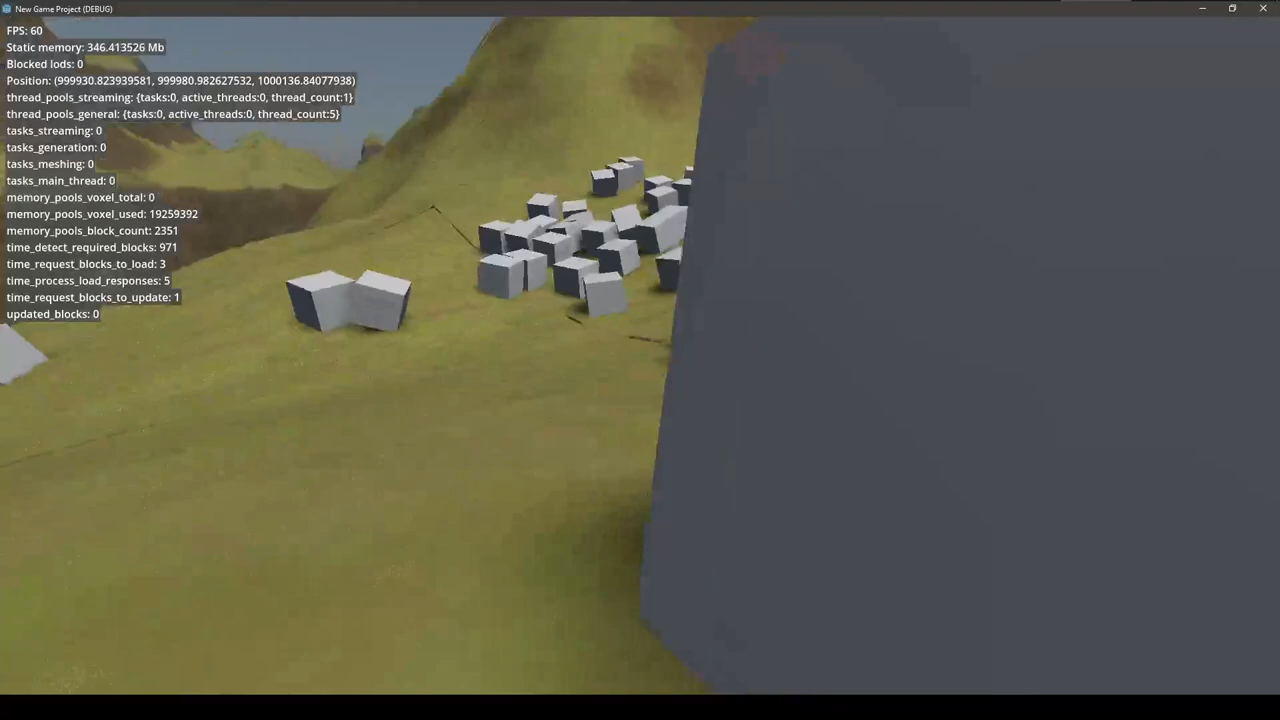 New Game Project (DEBUG)
FPS: 60
Static memory: 346.413526 Mb
Blocked lods: 0
Position: (999930.823939581, 999980.982627532, 1000136.84077938)
thread_pools_streaming: {tasks:0, active_threads:0, thread_count:1}
thread_pools_general: {tasks:0, active_threads:0, thread_count:5}
tasks_streaming: 0
tasks_generation: 0
tasks_meshing: 0
tasks_main_thread: 0
memory_pools_voxel_total: 0
memory_pools_voxel_used: 19259392
memory_pools_block_count: 2351
time_detect_required_blocks: 971
time_request_blocks_to_load: 3
time_process_load_responses: 5
time_request_blocks_to_update: 1
updated_blocks: 0